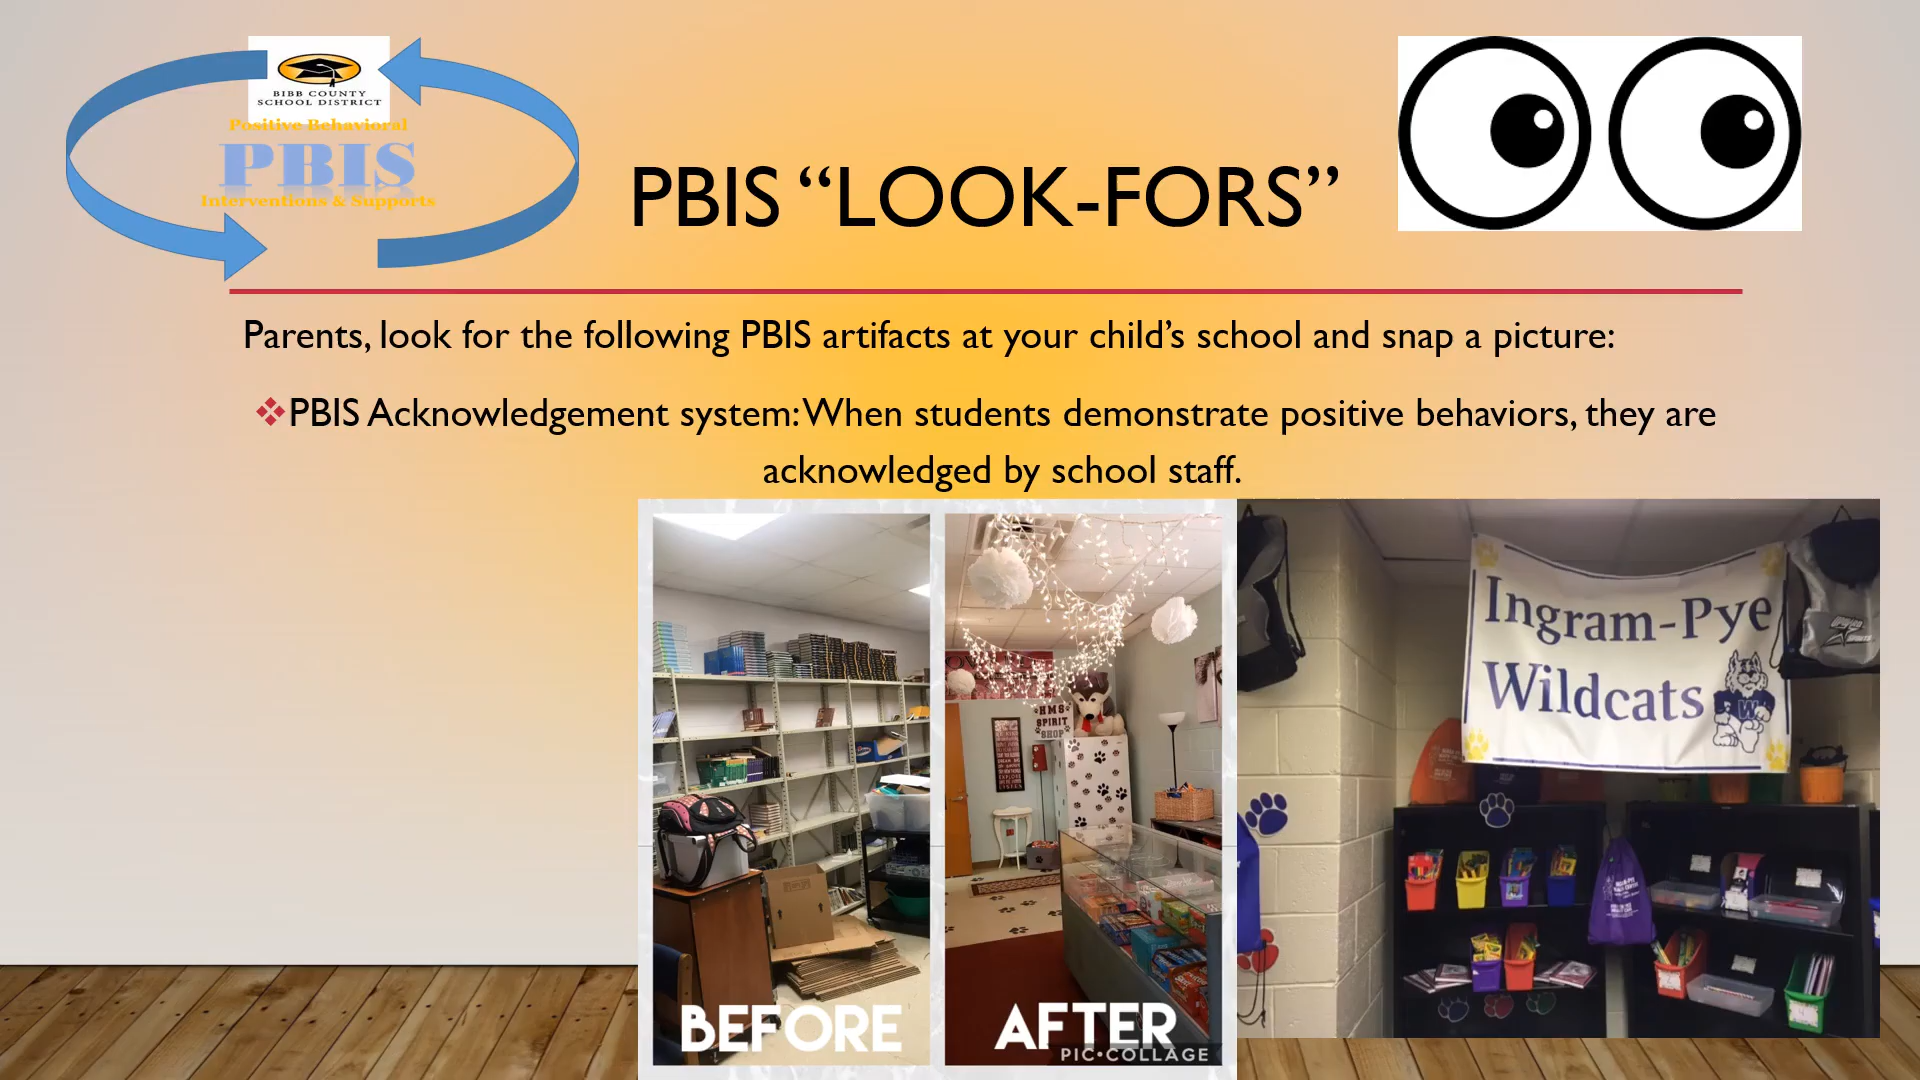 BIBB COUNTY
SCHOOL DISTRICT
Positive Behavioral
PBIS
Interventions & Supports
PBIS “LOOK-FORS”
Parents, look for the following PBIS artifacts at your child’s school and snap a picture:
PBIS Acknowledgement system: When students demonstrate positive behaviors, they are
acknowledged by school staff.
HMS
SPIRIT
SHOP
BEFORE
AFTER
PIC•COLLAGE
Ingram-Pye
Wildcats
W